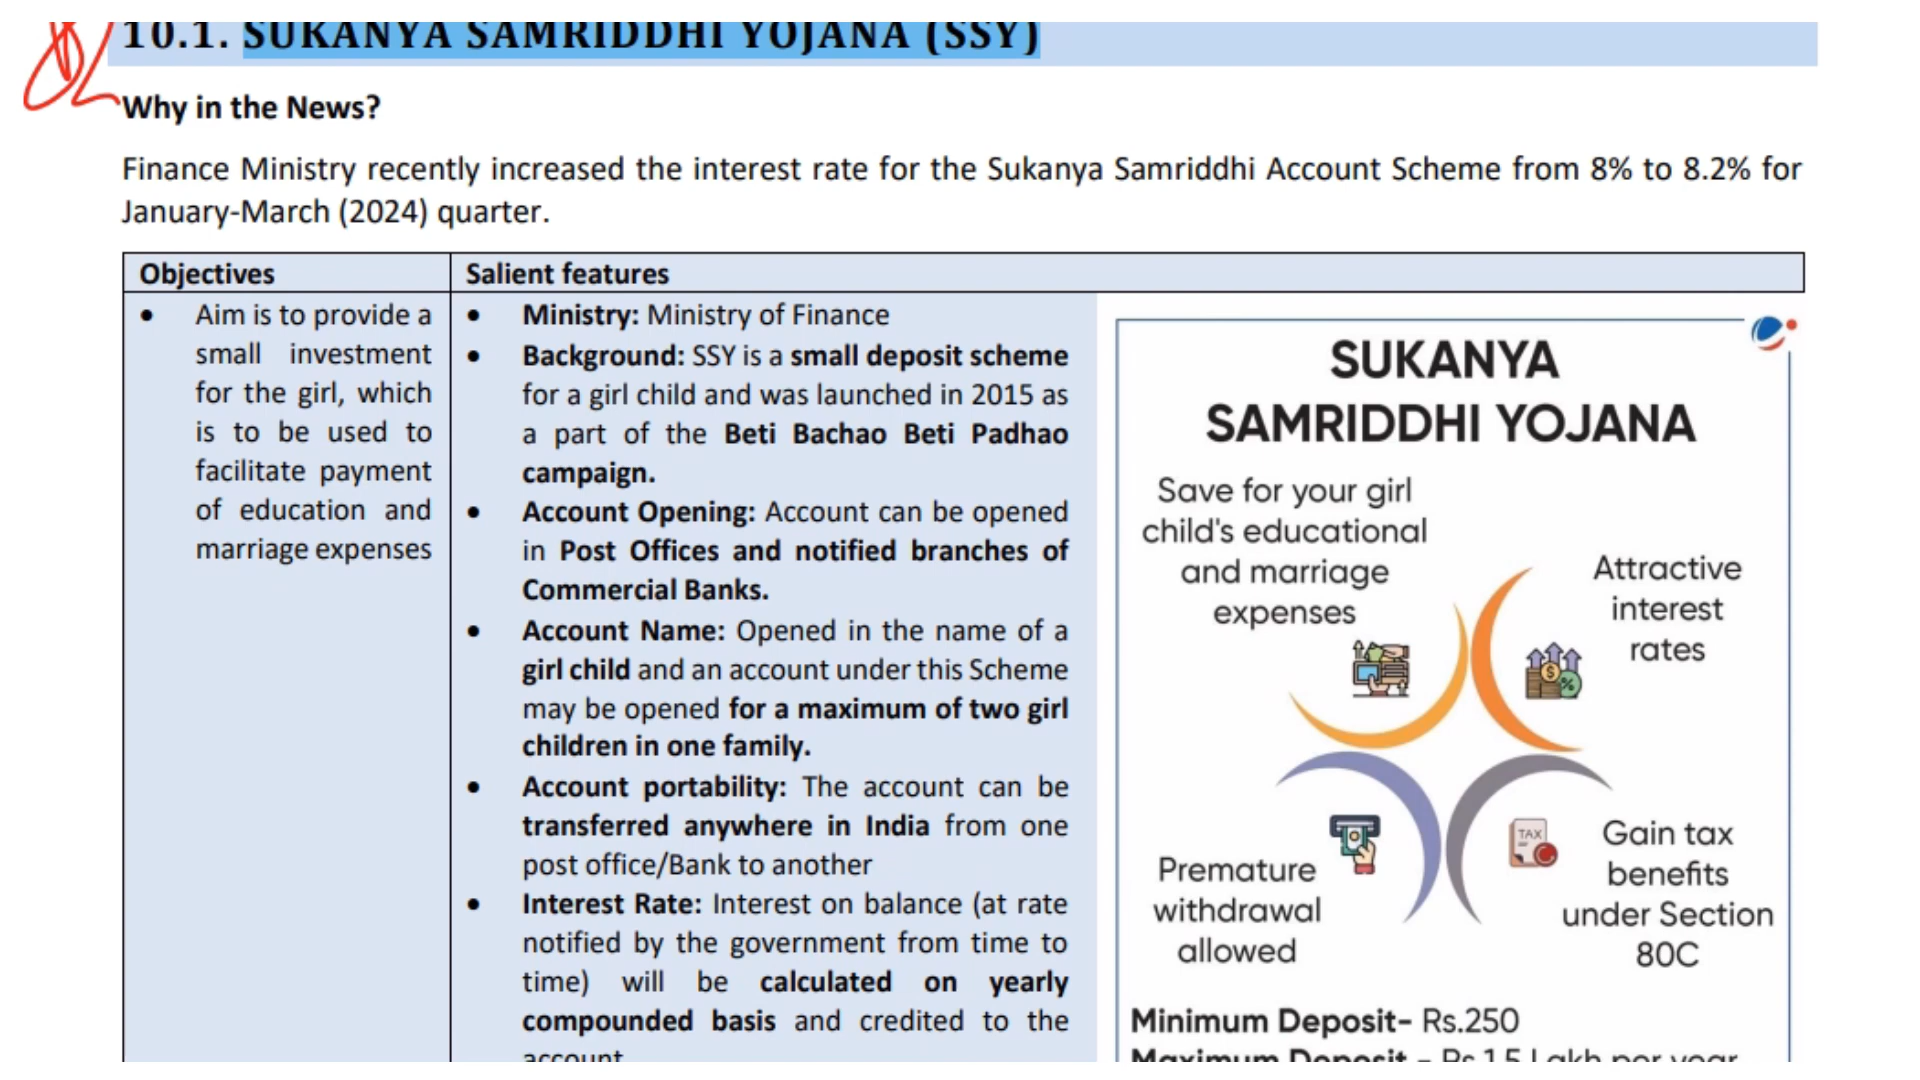 10.1. SUKANYA SAMRIDDHI YOJANA (SSY)
Why in the News?
Finance Ministry recently increased the interest rate for the Sukanya Samriddhi Account Scheme from 8% to 8.2% for
January-March (2024) quarter.
Objectives
• Aim is to provide a
small investment
for the girl, which
is to be used to
facilitate payment
of education and
marriage expenses
Salient features
• Ministry: Ministry of Finance
• Background: SSY is a small deposit scheme
for a girl child and was launched in 2015 as
a part of the Beti Bachao Beti Padhao
campaign.
• Account Opening: Account can be opened
in Post Offices and notified branches of
Commercial Banks.
• Account Name: Opened in the name of a
girl child and an account under this Scheme
may be opened for a maximum of two girl
children in one family.
• Account portability: The account can be
transferred anywhere in India from one
post office/Bank to another
• Interest Rate: Interest on balance (at rate
notified by the government from time to
time) will be calculated on yearly
compounded basis and credited to the
account
SUKANYA
SAMRIDDHI YOJANA
Save for your girl
child's educational
and marriage
expenses
Attractive
interest
rates
Premature
withdrawal
allowed
TAX
Gain tax
benefits
under Section
80C
Minimum Deposit- Rs.250
Maximum Deposit - Rs 1.5 Lakh per year